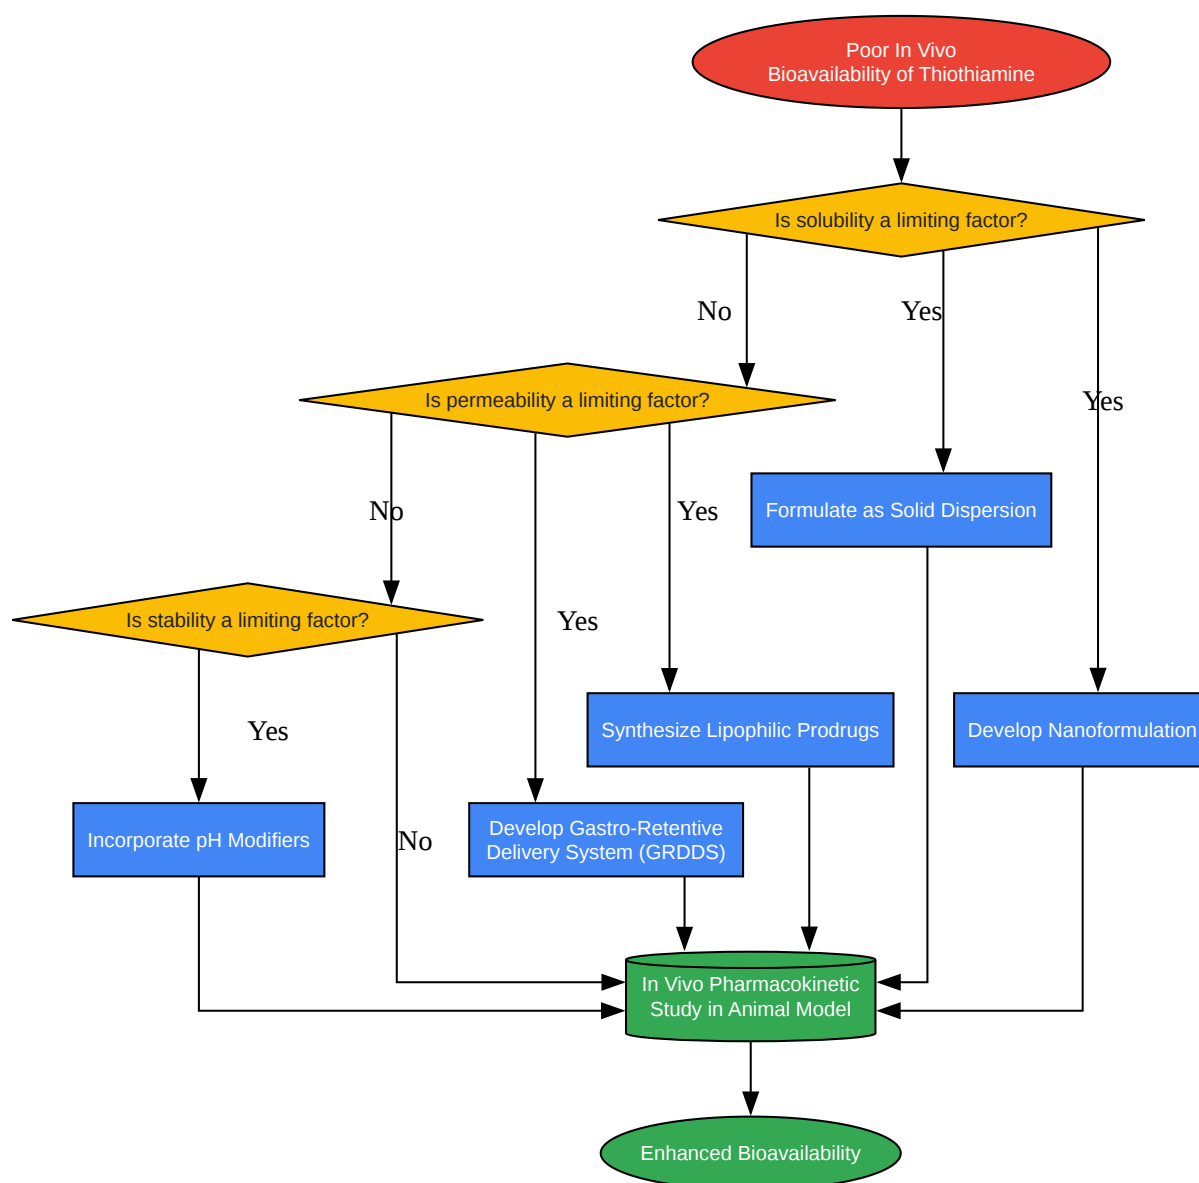 Poor In Vivo
Bioavailability of Thiothiamine
Is solubility a limiting factor?
No
Yes
Is permeability a limiting factor?
Yes
No
Yes
Formulate as Solid Dispersion
Is stability a limiting factor?
Yes
Yes
Synthesize Lipophilic Prodrugs
Develop Nanoformulation
Incorporate pH Modifiers
No
Develop Gastro-Retentive
Delivery System (GRDDS)
In Vivo Pharmacokinetic
Study in Animal Model
Enhanced Bioavailability